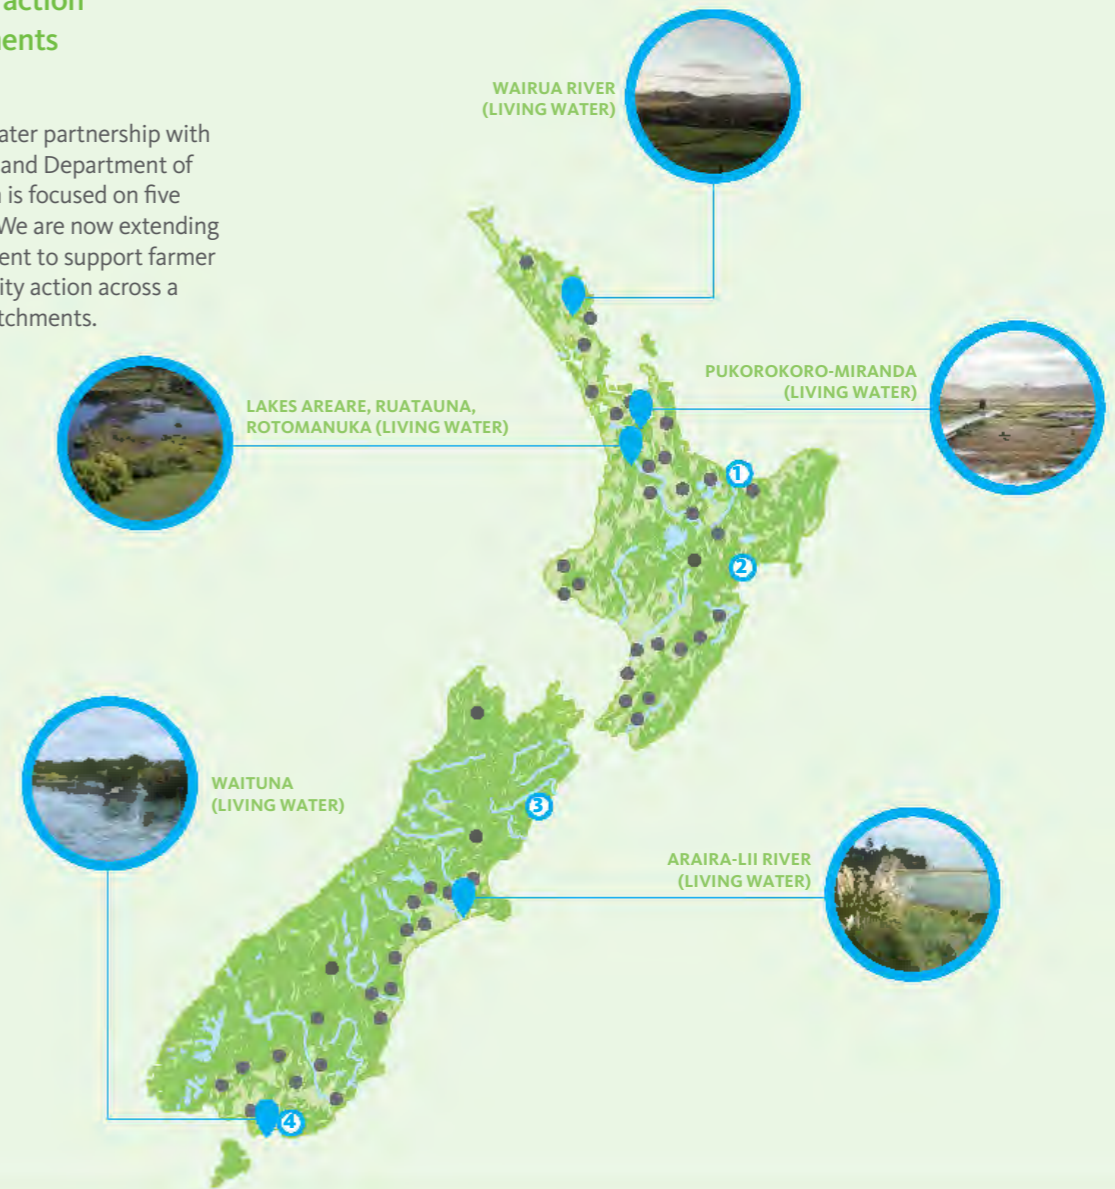 action
ments
ater partnership with
and Department of
is focused on five
We are now extending
ent to support farmer
ity action across a
tchments.
WAIRUA RIVER
(LIVING WATER)
PUKOROKORO-MIRANDA
(LIVING WATER)
LAKES AREARE, RUATAUNA,
ROTOMANUKA (LIVING WATER)
1
2
WAITUNA
(LIVING WATER)
3
ARAIRA-LII RIVER
(LIVING WATER)
4